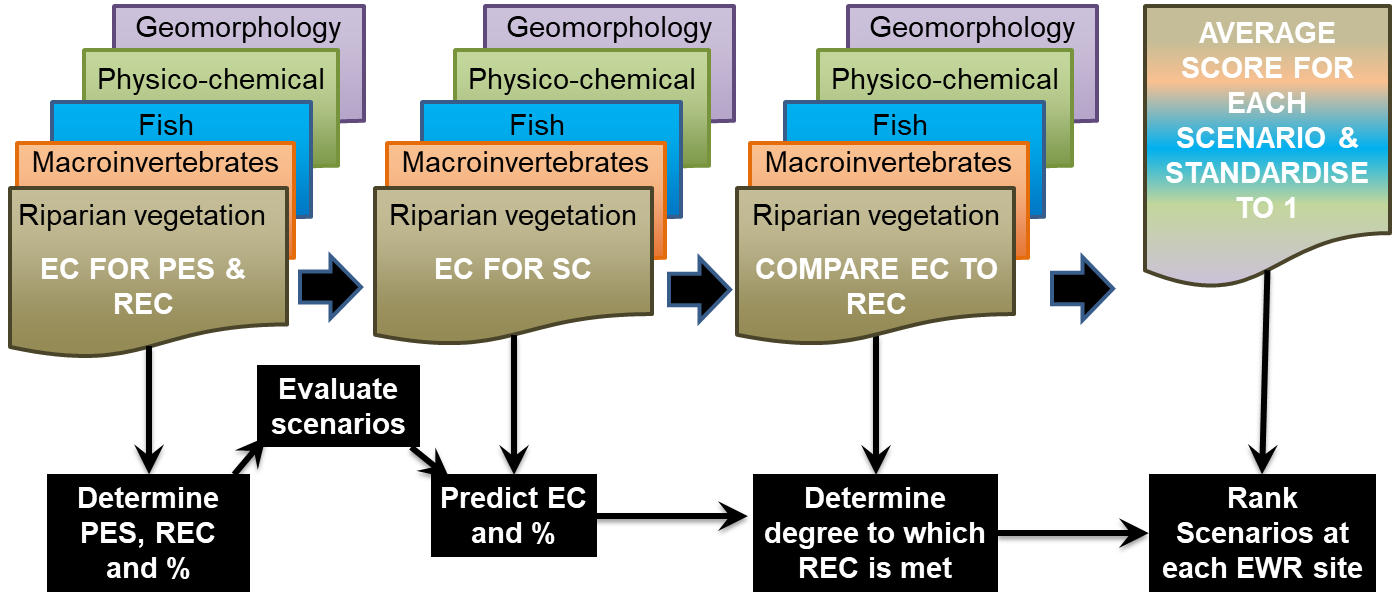 Geomorphology
Physico-chemical
Fish
Macroinvertebrates
Riparian vegetation
EC FOR PES &
REC
Geomorphology
Physico-chemical
Fish
Macroinvertebrates
Riparian vegetation
EC FOR SC
Geomorphology
Physico-chemical
Fish
Macroinvertebrates
Riparian vegetation
COMPARE EC TO
REC
AVERAGE
SCORE FOR
EACH
SCENARIO &
STANDARDISE
TO 1
Determine
PES, REC
and %
Evaluate
scenarios
Predict EC
and %
Determine
degree to which
REC is met
Rank
Scenarios at
each EWR site